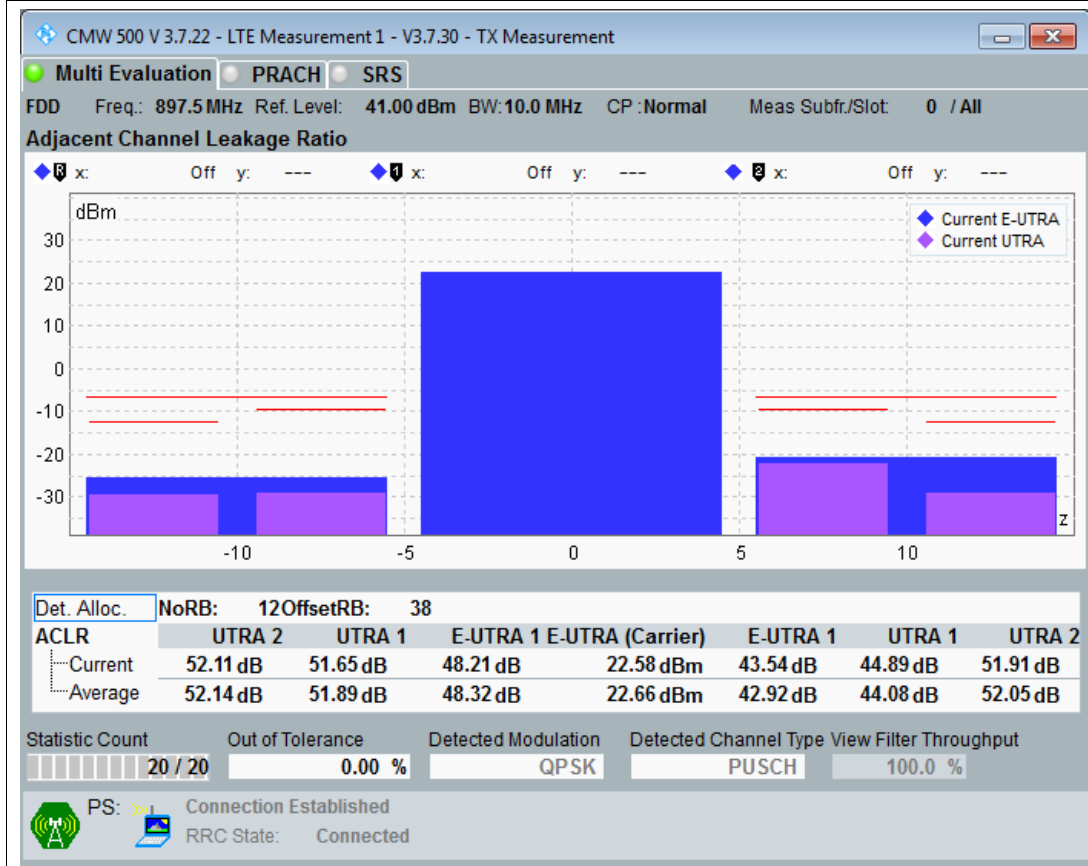 CMW 500 V 3.7.22 - LTE Measurement 1 - V3.7.30 - TX Measurement
Multi Evaluation PRACH SRS
FDD Freq.: 897.5 MHz Ref. Level: 41.00 dBm BW: 10.0 MHz CP : Normal Meas Subfr./Slot: 0 / All
Adjacent Channel Leakage Ratio
R x: Off y: --- 1 x: Off y: --- 2 x: Off y: ---
dBm
Current E-UTRA
Current UTRA
30
20
10
0
-10
-20
-30
z
-10 -5 0 5 10
Det. Alloc. NoRB: 12 OffsetRB: 38
ACLR UTRA 2 UTRA 1 E-UTRA 1 E-UTRA (Carrier) E-UTRA 1 UTRA 1 UTRA 2
Current 52.11 dB 51.65 dB 48.21 dB 22.58 dBm 43.54 dB 44.89 dB 51.91 dB
Average 52.14 dB 51.89 dB 48.32 dB 22.66 dBm 42.92 dB 44.08 dB 52.05 dB
Statistic Count Out of Tolerance Detected Modulation Detected Channel Type View Filter Throughput
20 / 20 0.00 % QPSK PUSCH 100.0 %
PS: Connection Established
RRC State: Connected